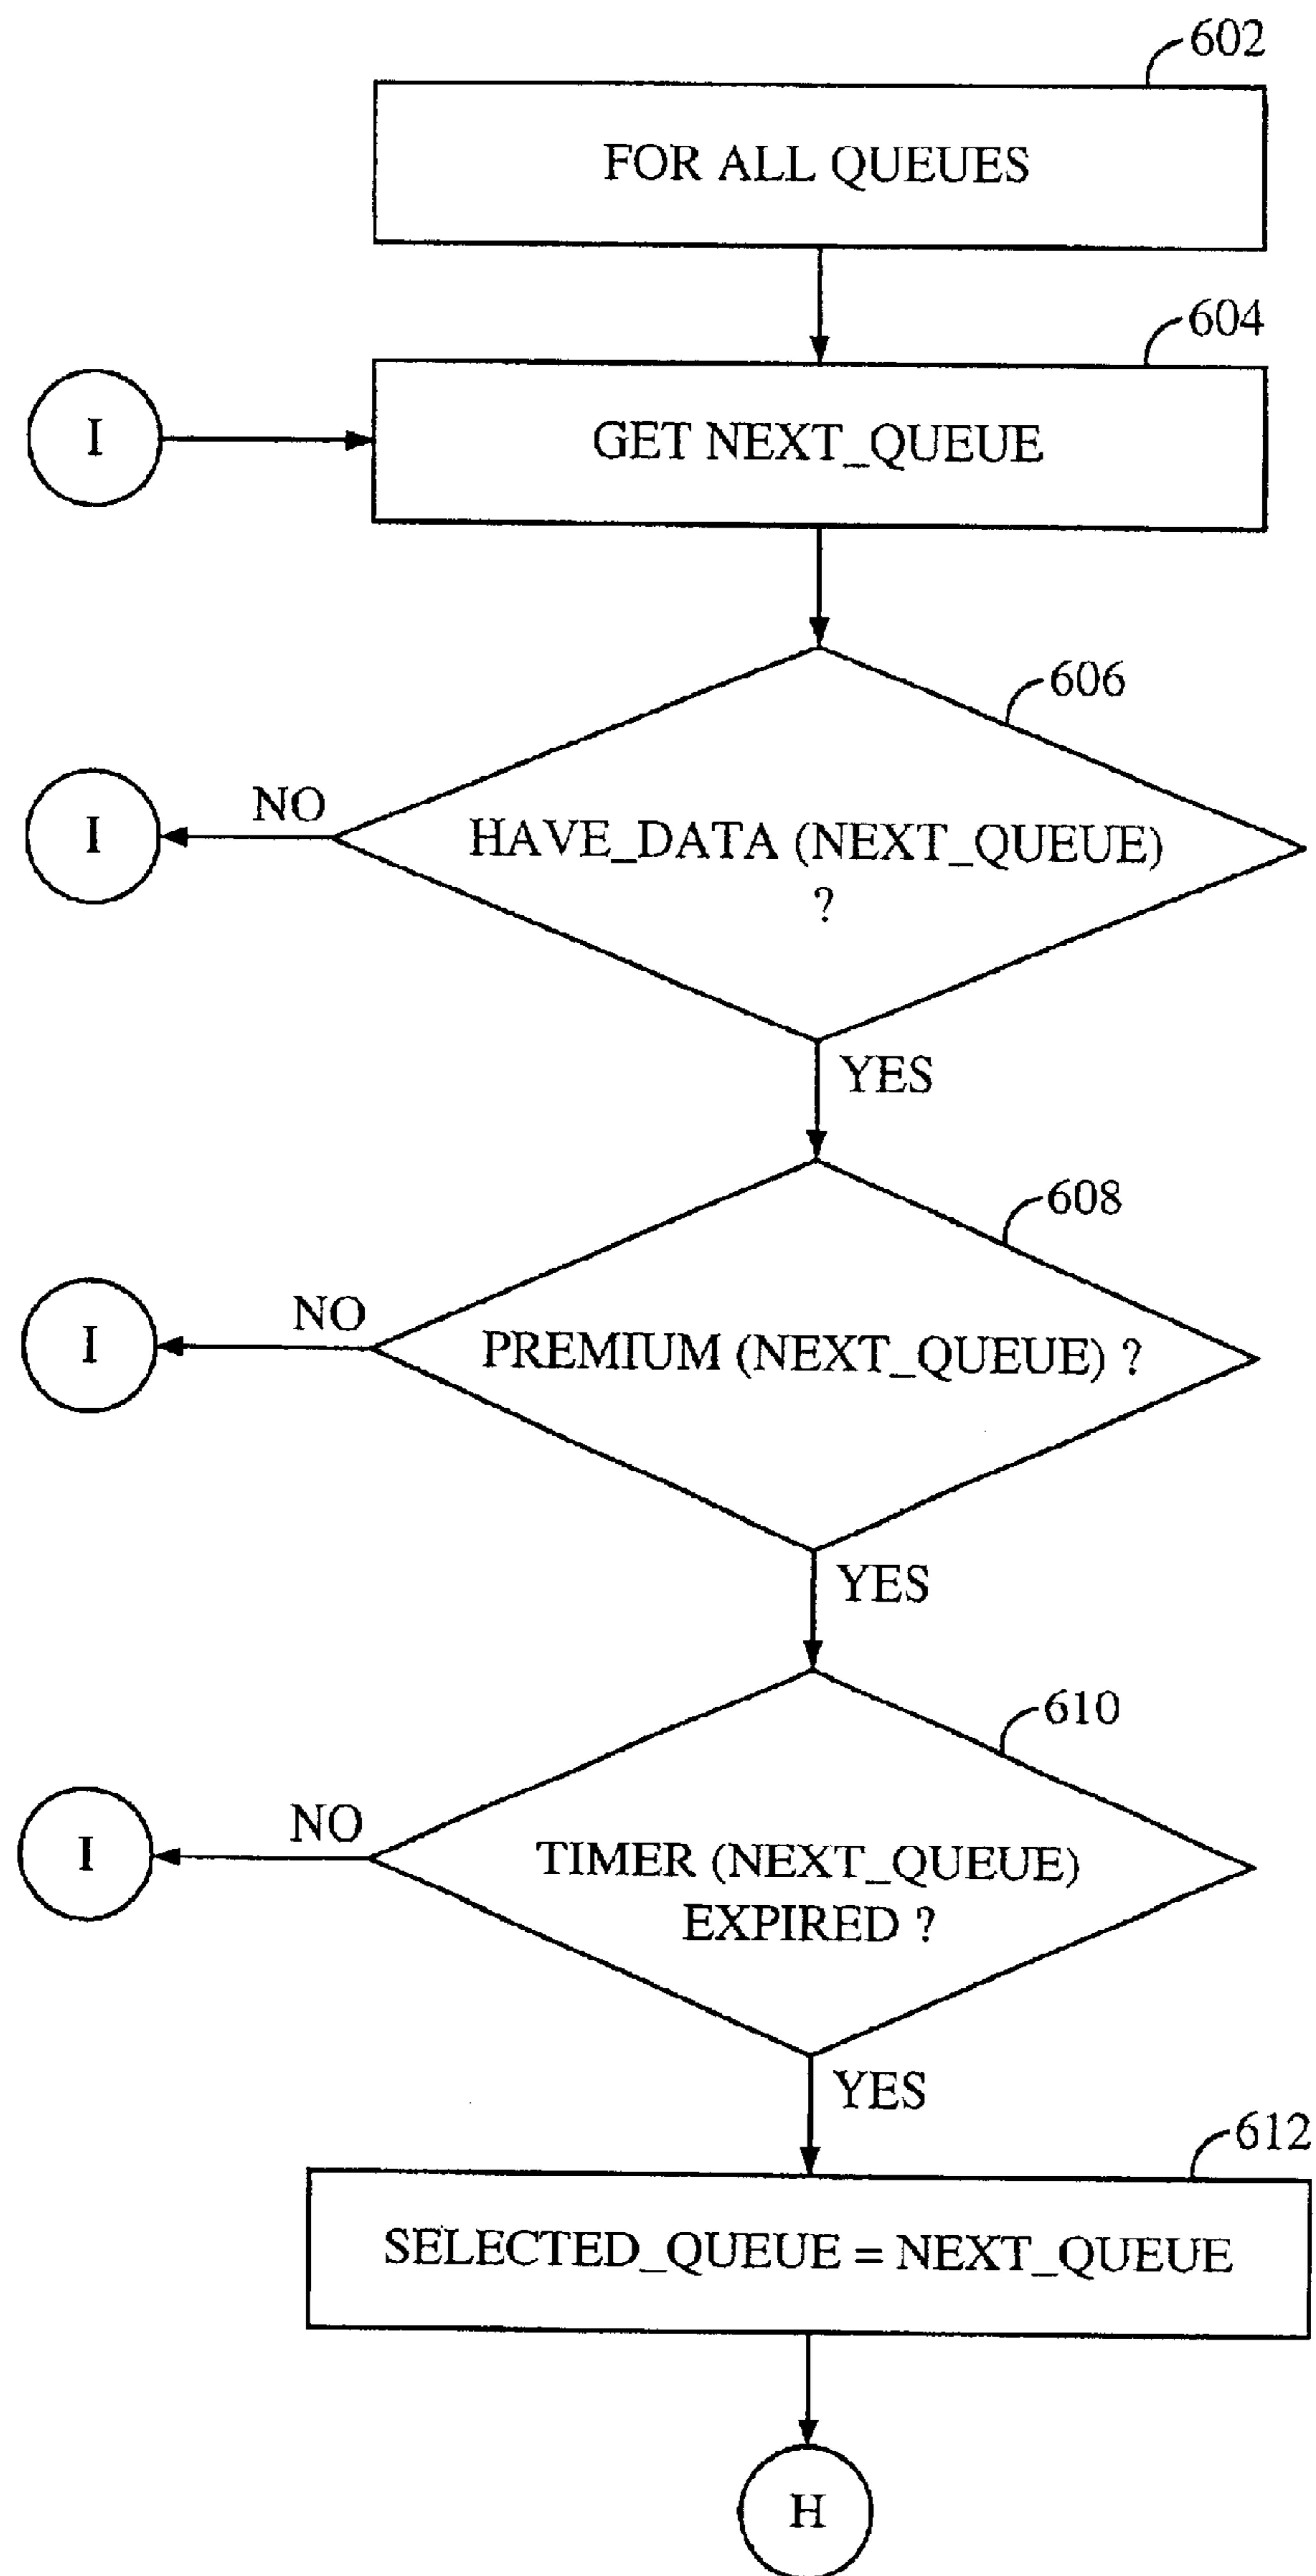 602
FOR ALL QUEUES
604
I
GET NEXT_QUEUE
606
I
NO
HAVE_DATA (NEXT_QUEUE)
?
YES
608
I
NO
PREMIUM (NEXT_QUEUE) ?
YES
610
I
NO
TIMER (NEXT_QUEUE)
EXPIRED ?
YES
612
SELECTED_QUEUE = NEXT_QUEUE
H